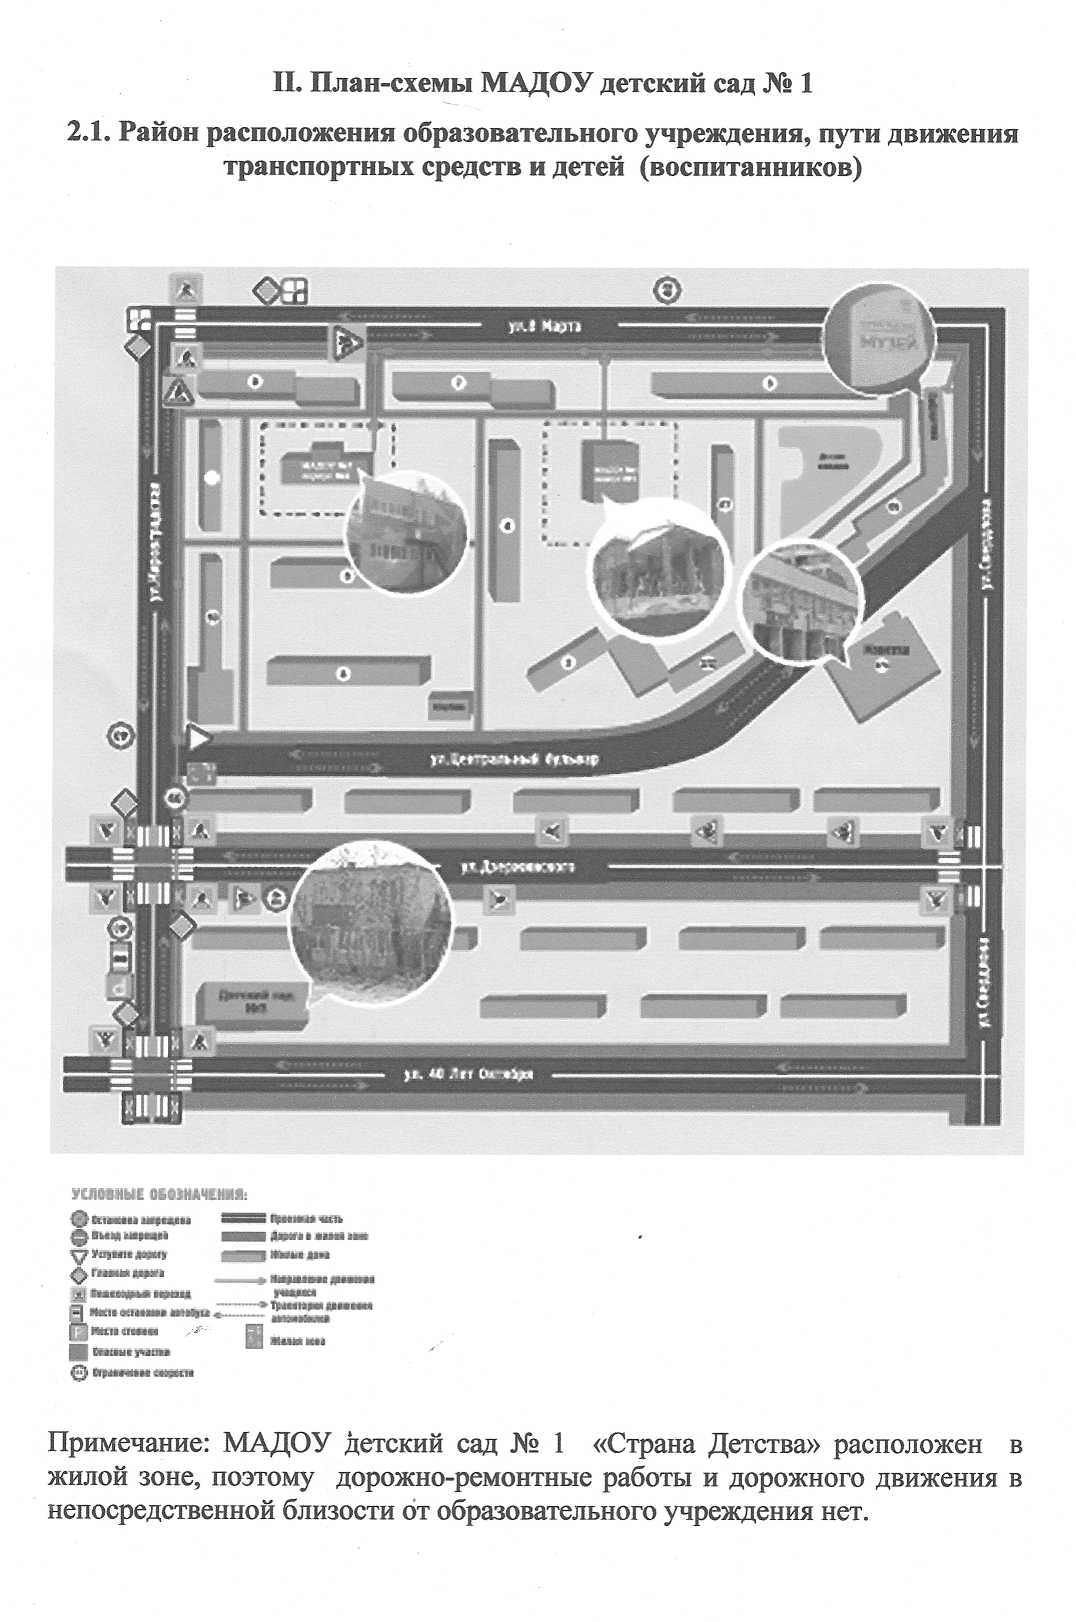 II. План-схемы МАДОУ детский сад № 1
2.1. Район расположения образовательного учреждения, пути движения
транспортных средств и детей (воспитанников)
ул.8 Марта
МУЗЕЙ
ул.Кировградская
ул.Свердлова
ул.Центральный бульвар
ул.Дзержинского
Детский сад
ул.Свердлова
ул. 40 Лет Октября
УСЛОВНЫЕ ОБОЗНАЧЕНИЯ:
Остановка запрещена
Въезд запрещен
Уступите дорогу
Главная дорога
Пешеходный переход
Место остановки автобуса
Место стоянки
Опасные участки
Ограничение скорости
Проезжая часть
Дорога в жилой зоне
Жилые дома
Направление движения
учащихся
Траектория движения
автомобилей
Жилая зона
Примечание: МАДОУ детский сад № 1 «Страна Детства» расположен в
жилой зоне, поэтому дорожно-ремонтные работы и дорожного движения в
непосредственной близости от образовательного учреждения нет.